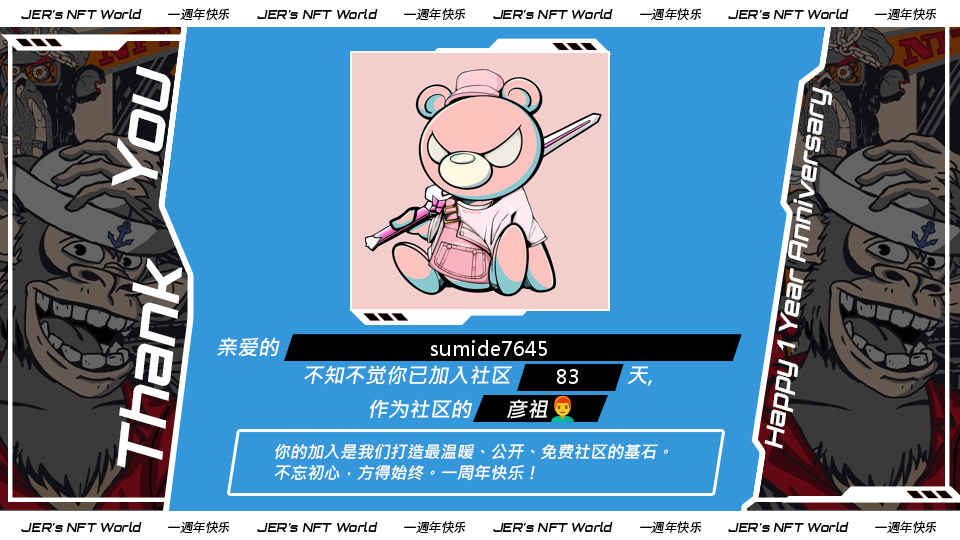 JER's NFT World 一週年快乐 JER's NFT World 一週年快乐 JER's NFT World 一週年快乐 JER's NFT World 一週年快乐
Thank You
亲爱的 sumide7645
不知不觉你已加入社区 83 天,
作为社区的 彦祖👨‍🦰
你的加入是我们打造最温暖、公开、免费社区的基石。
不忘初心，方得始终。一周年快乐！
Happy 1 Year Anniversary
JER's NFT World 一週年快乐 JER's NFT World 一週年快乐 JER's NFT World 一週年快乐 JER's NFT World 一週年快乐